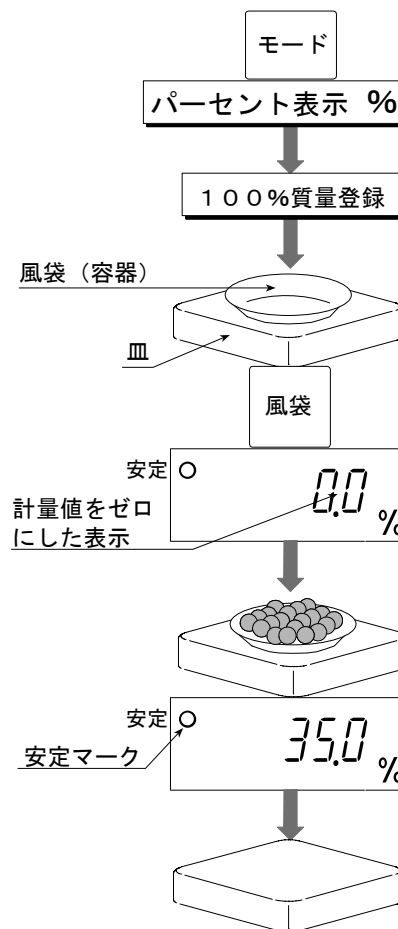 モード
パーセント表示 %
100%質量登録
風袋(容器)
皿
風袋
安定
0.0 %
計量値をゼロ
にした表示
安定
35.0 %
安定マーク